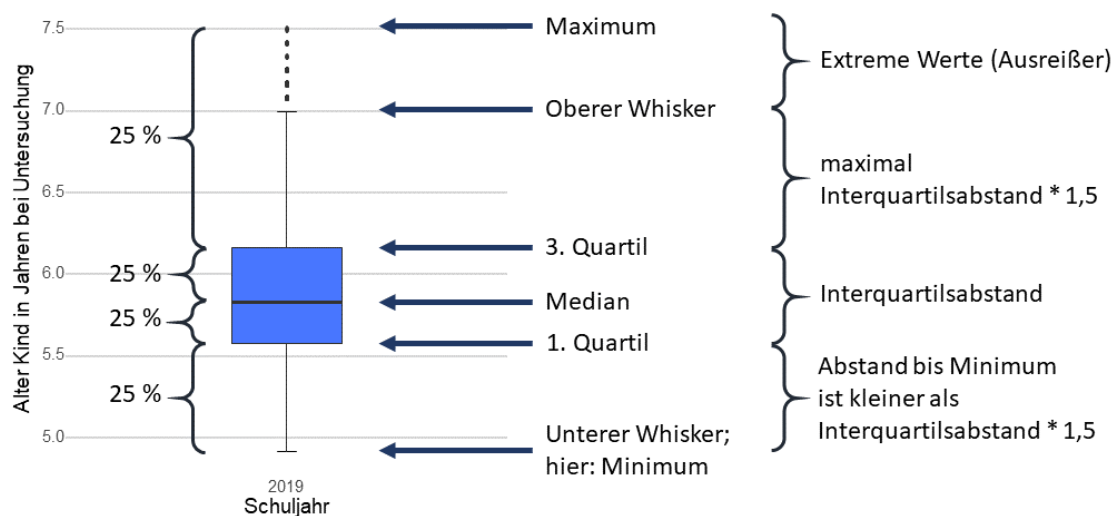 Alter Kind in Jahren bei Untersuchung
7.5
7.0
6.5
6.0
5.5
5.0
25 %
25 %
25 %
25 %
2019
Schuljahr
Maximum
Oberer Whisker
3. Quartil
Median
1. Quartil
Unterer Whisker;
hier: Minimum
Extreme Werte (Ausreißer)
maximal
Interquartilsabstand * 1,5
Interquartilsabstand
Abstand bis Minimum
ist kleiner als
Interquartilsabstand * 1,5